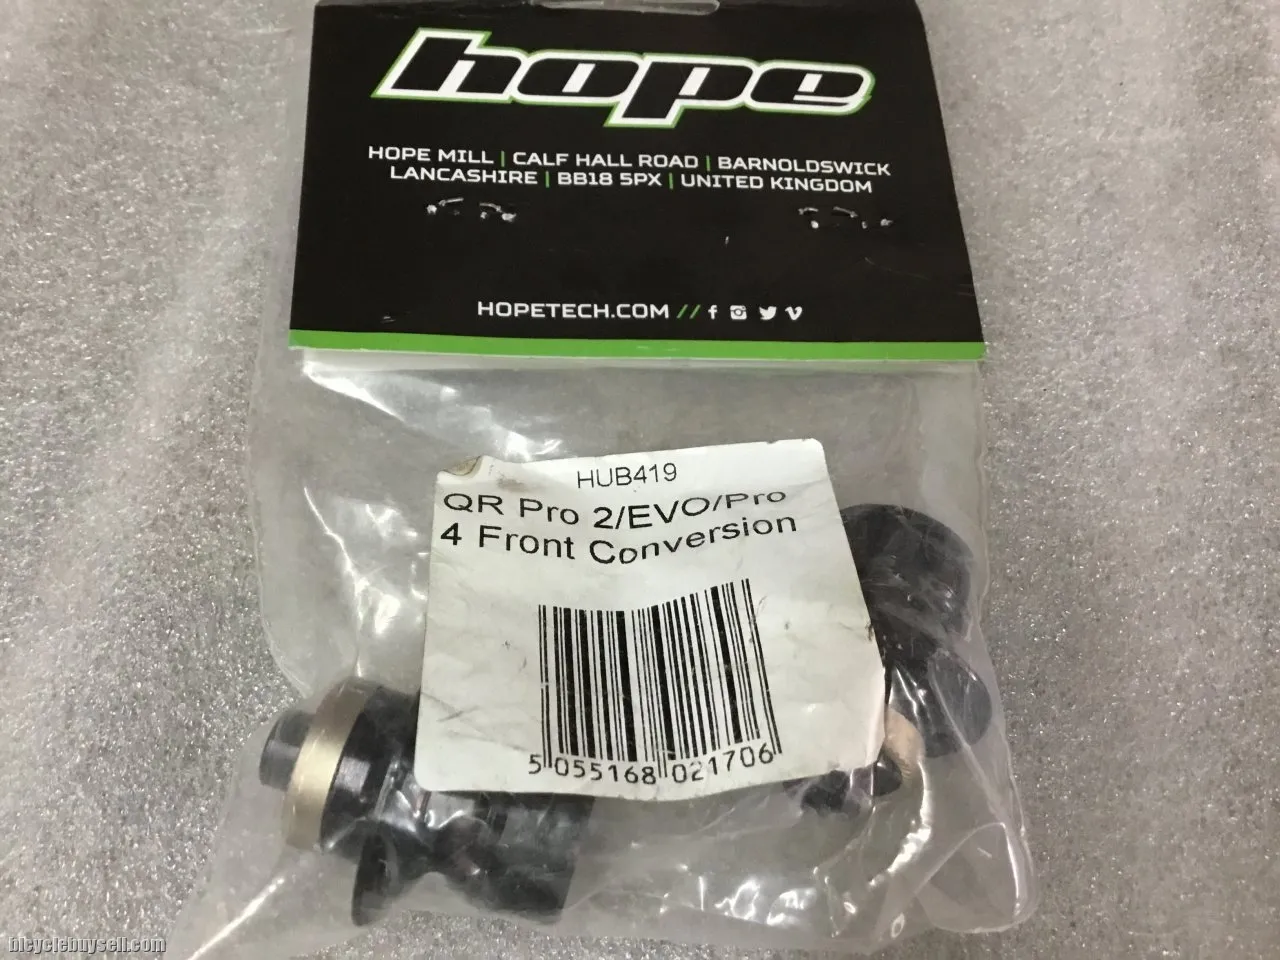 hope
HOPE MILL | CALF HALL ROAD | BARNOLDSWICK
LANCASHIRE | BB18 5PX | UNITED KINGDOM
HOPETECH.COM //
HUB419
QR Pro 2/EVO/Pro
4 Front Conversion
5 055168 021706
bicyclebuysell.com